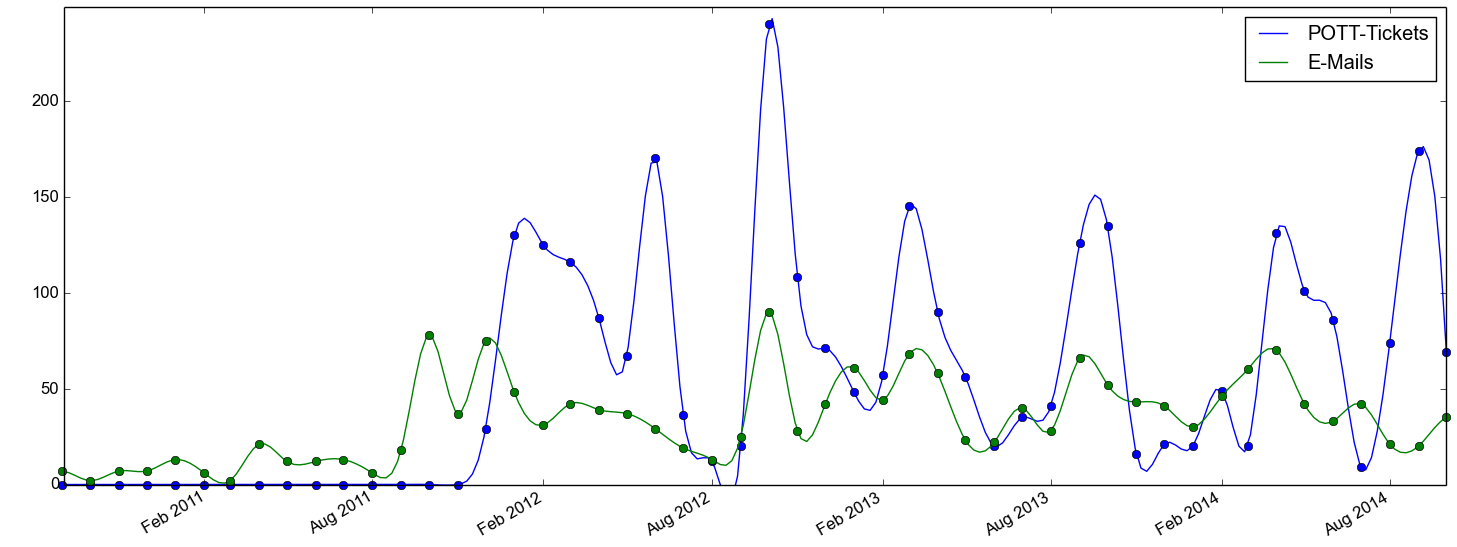 POTT-Tickets
E-Mails
200
150
100
50
0
Feb 2011
Aug 2011
Feb 2012
Aug 2012
Feb 2013
Aug 2013
Feb 2014
Aug 2014